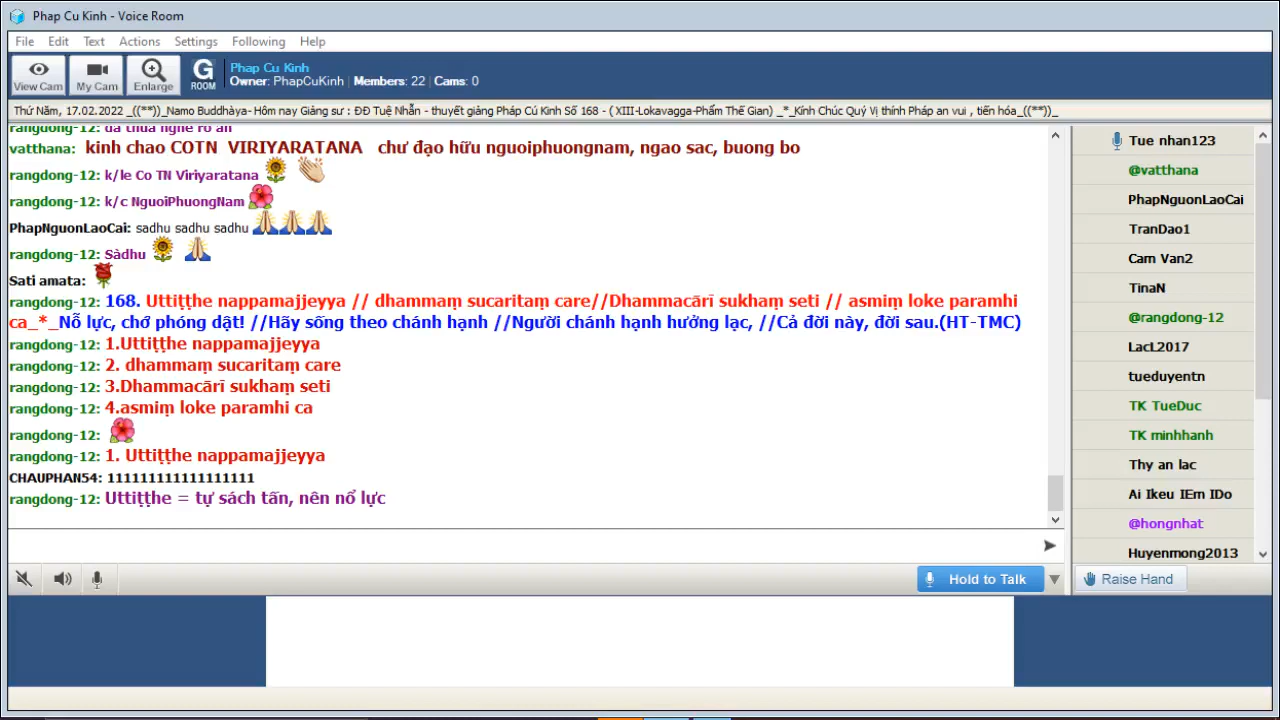 Phap Cu Kinh - Voice Room
File Edit Text Actions Settings Following Help
View Cam
My Cam
Enlarge
G
ROOM
Phap Cu Kinh
Owner: PhapCuKinh | Members: 22 | Cams: 0
Thứ Năm, 17.02.2022 _((**))_Namo Buddhàya- Hôm nay Giảng sư : ĐĐ Tuệ Nhẫn - thuyết giảng Pháp Cú Kinh Số 168 - ( XIII-Lokavagga-Phẩm Thế Gian) _*_Kính Chúc Quý Vị thính Pháp an vui , tiến hóa_((**))_
rangdong-12: da thua nghe ro an
vatthana: kinh chao COTN VIRIYARATANA chư đạo hữu nguoiphuongnam, ngao sac, buong bo
rangdong-12: k/le Co TN Viriyaratana
rangdong-12: k/c NguoiPhuongNam
PhapNguonLaoCai: sadhu sadhu sadhu
rangdong-12: Sàdhu
Sati amata:
rangdong-12: 168. Uttiṭṭhe nappamajjeyya // dhammaṃ sucaritaṃ care//Dhammacārī sukhaṃ seti // asmiṃ loke paramhi
ca_*_Nỗ lực, chớ phóng dật! //Hãy sống theo chánh hạnh //Người chánh hạnh hưởng lạc, //Cả đời này, đời sau.(HT-TMC)
rangdong-12: 1.Uttiṭṭhe nappamajjeyya
rangdong-12: 2. dhammaṃ sucaritaṃ care
rangdong-12: 3.Dhammacārī sukhaṃ seti
rangdong-12: 4.asmiṃ loke paramhi ca
rangdong-12:
rangdong-12: 1. Uttiṭṭhe nappamajjeyya
CHAUPHAN54: 111111111111111111
rangdong-12: Uttiṭṭhe = tự sách tấn, nên nổ lực
Tue nhan123
@vatthana
PhapNguonLaoCai
TranDao1
Cam Van2
TinaN
@rangdong-12
LacL2017
tueduyentn
TK TueDuc
TK minhhanh
Thy an lac
Ai Ikeu IEm IDo
@hongnhat
Huyenmong2013
Hold to Talk
Raise Hand